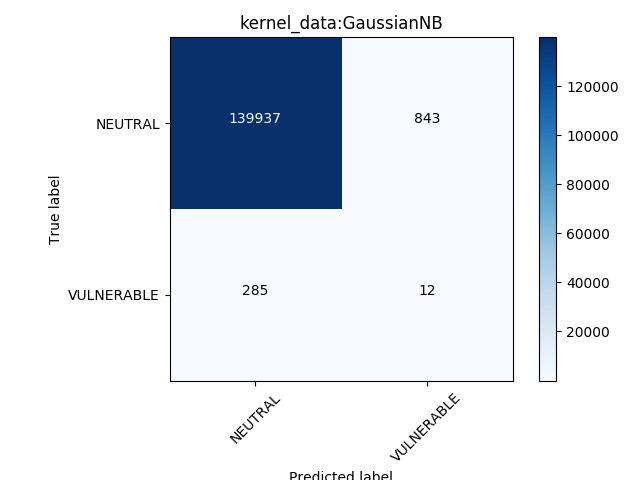 kernel_data:GaussianNB
NEUTRAL
139937
843
VULNERABLE
285
12
True label
NEUTRAL
VULNERABLE
Predicted label
120000
100000
80000
60000
40000
20000